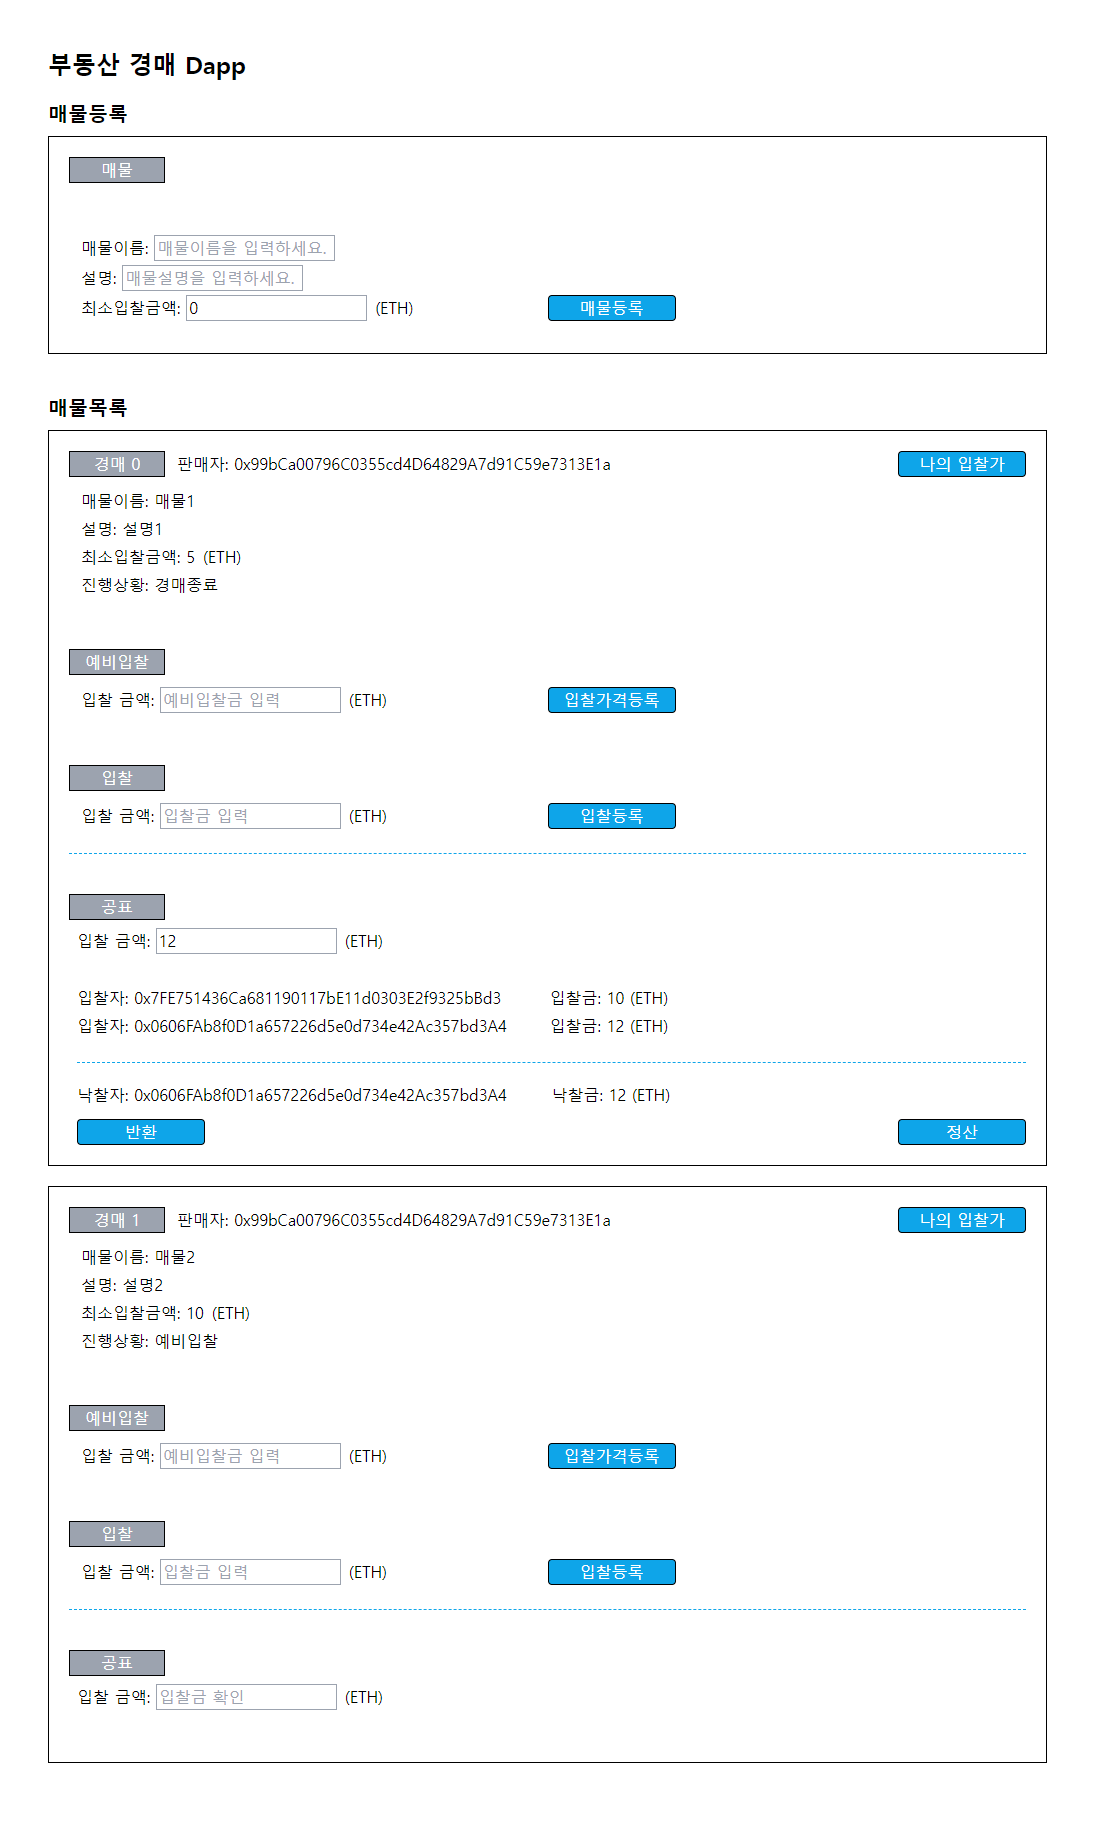 부동산 경매 Dapp
매물등록
매물
매물이름: 매물이름을 입력하세요.
설명: 매물설명을 입력하세요.
최소입찰금액: 0 (ETH) 매물등록
매물목록
경매 0 판매자: 0x99bCa00796C0355cd4D64829A7d91C59e7313E1a 나의 입찰가
매물이름: 매물1
설명: 설명1
최소입찰금액: 5 (ETH)
진행상황: 경매종료
예비입찰
입찰 금액: 예비입찰금 입력 (ETH) 입찰가격등록
입찰
입찰 금액: 입찰금 입력 (ETH) 입찰등록
공표
입찰 금액: 12 (ETH)
입찰자: 0x7FE751436Ca681190117bE11d0303E2f9325bBd3 입찰금: 10 (ETH)
입찰자: 0x0606FAb8f0D1a657226d5e0d734e42Ac357bd3A4 입찰금: 12 (ETH)
낙찰자: 0x0606FAb8f0D1a657226d5e0d734e42Ac357bd3A4 낙찰금: 12 (ETH)
반환 정산
경매 1 판매자: 0x99bCa00796C0355cd4D64829A7d91C59e7313E1a 나의 입찰가
매물이름: 매물2
설명: 설명2
최소입찰금액: 10 (ETH)
진행상황: 예비입찰
예비입찰
입찰 금액: 예비입찰금 입력 (ETH) 입찰가격등록
입찰
입찰 금액: 입찰금 입력 (ETH) 입찰등록
공표
입찰 금액: 입찰금 확인 (ETH)